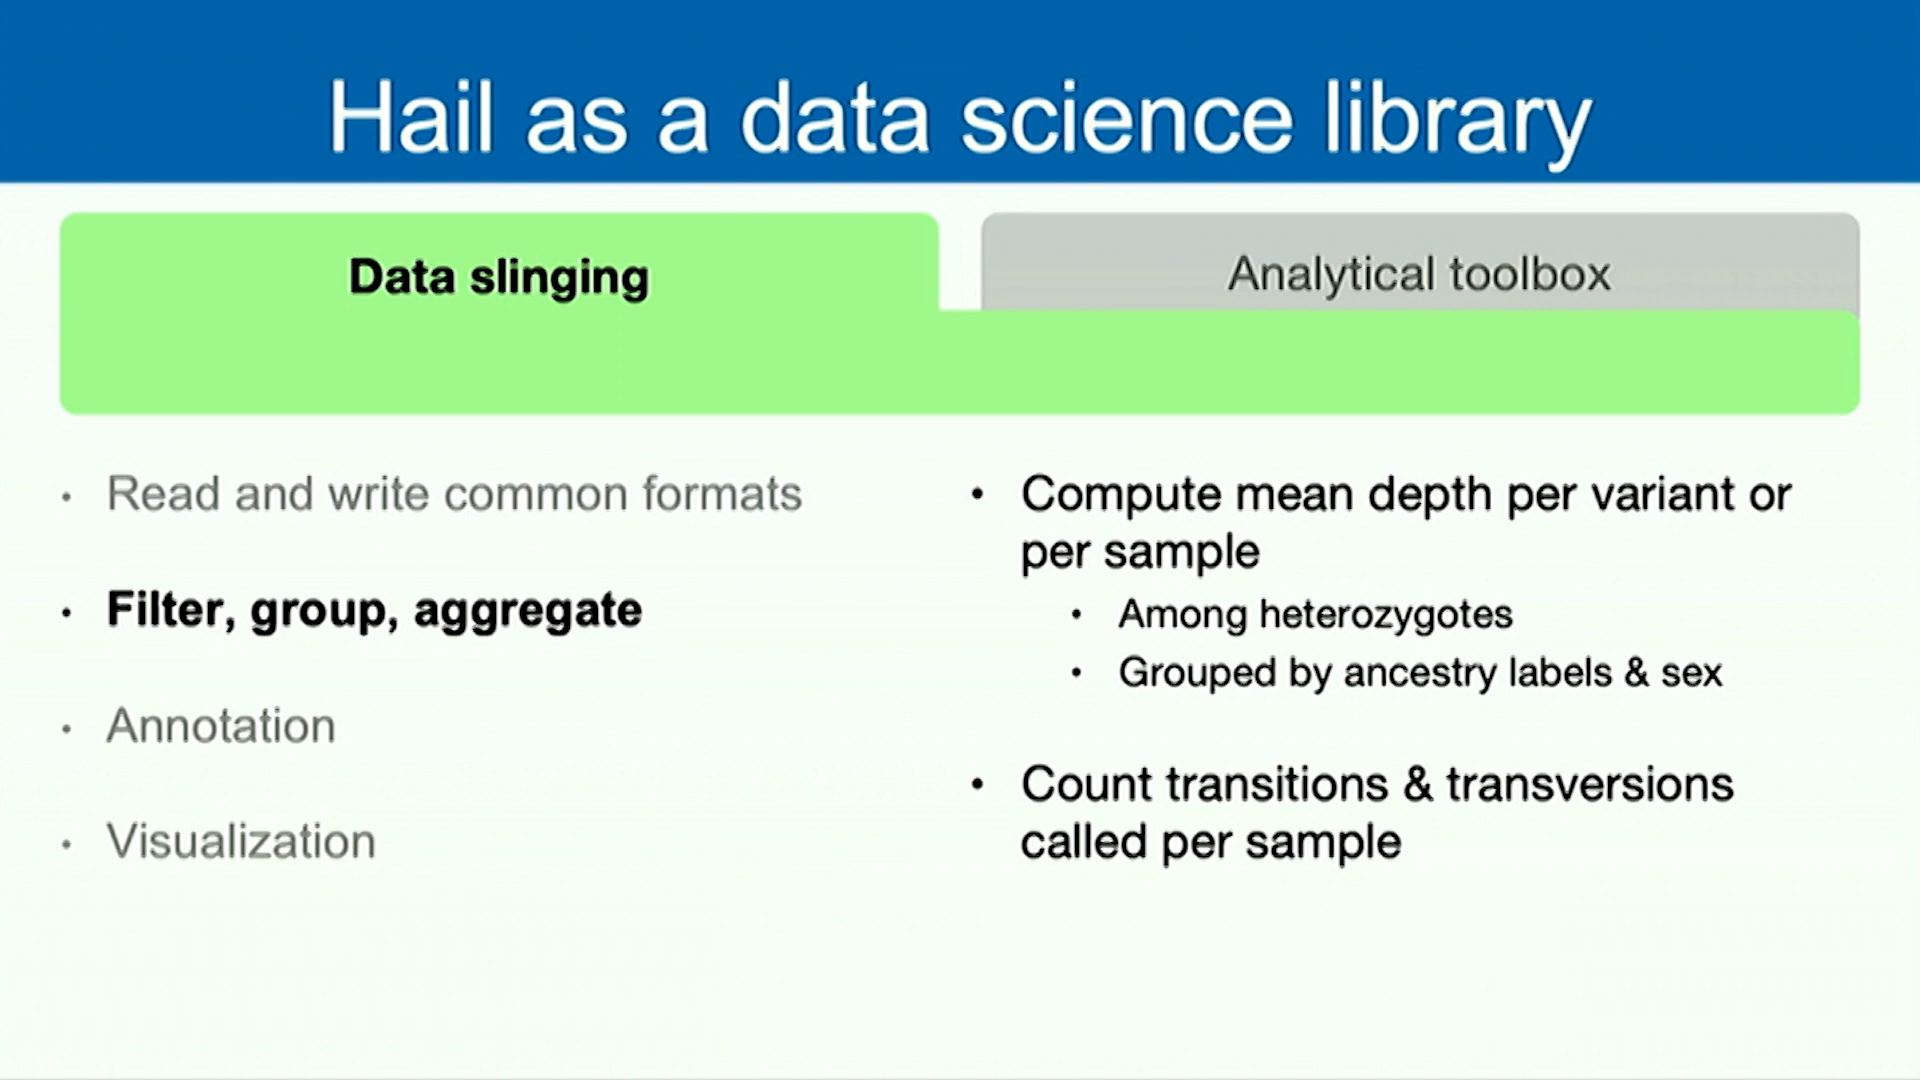 Hail as a data science library
Data slinging
Analytical toolbox
• Read and write common formats
• Filter, group, aggregate
• Annotation
• Visualization
• Compute mean depth per variant or
per sample
• Among heterozygotes
• Grouped by ancestry labels & sex
• Count transitions & transversions
called per sample